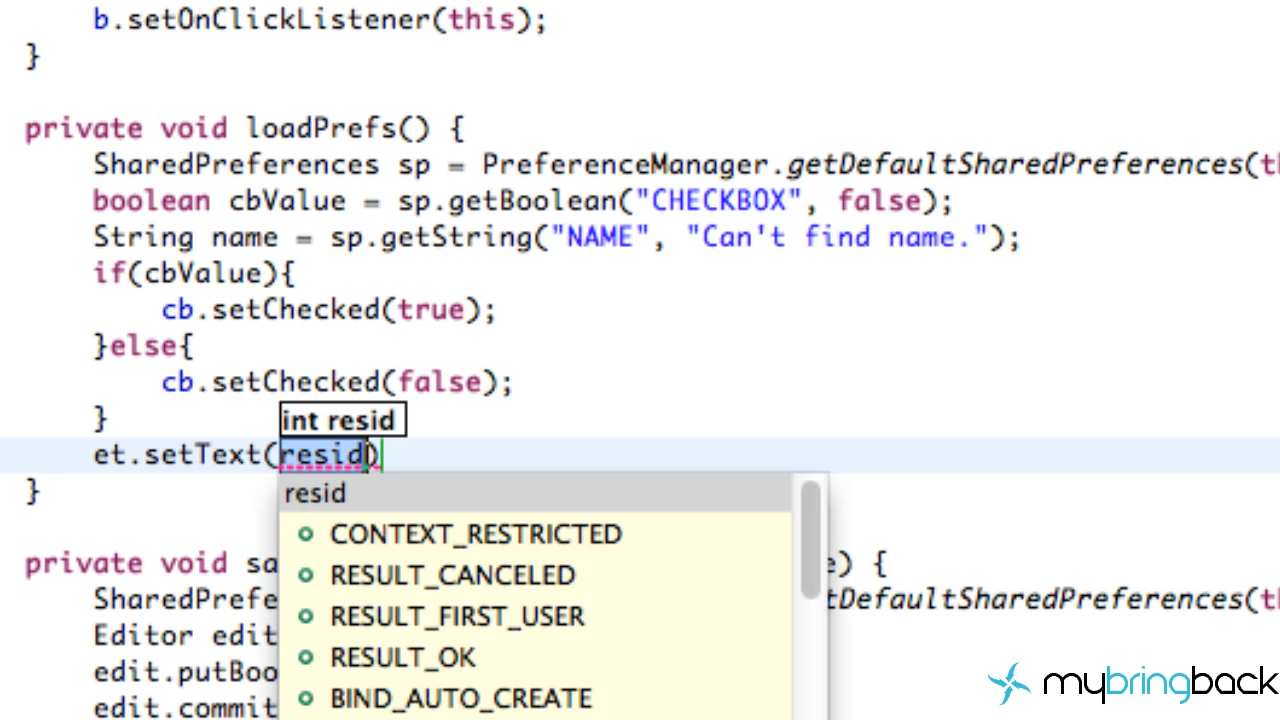 b.setOnClickListener(this);
}
private void loadPrefs() {
SharedPreferences sp = PreferenceManager.getDefaultSharedPreferences(th
boolean cbValue = sp.getBoolean("CHECKBOX", false);
String name = sp.getString("NAME", "Can't find name.");
if(cbValue){
cb.setChecked(true);
}else{
cb.setChecked(false);
}
int resid
et.setText(resid)
resid
}
CONTEXT_RESTRICTED
private void sa e) {
RESULT_CANCELED
SharedPrefe tDefaultSharedPreferences(th
RESULT_FIRST_USER
Editor edit
RESULT_OK
edit.putBoo
BIND_AUTO_CREATE
edit.commit
mybringback